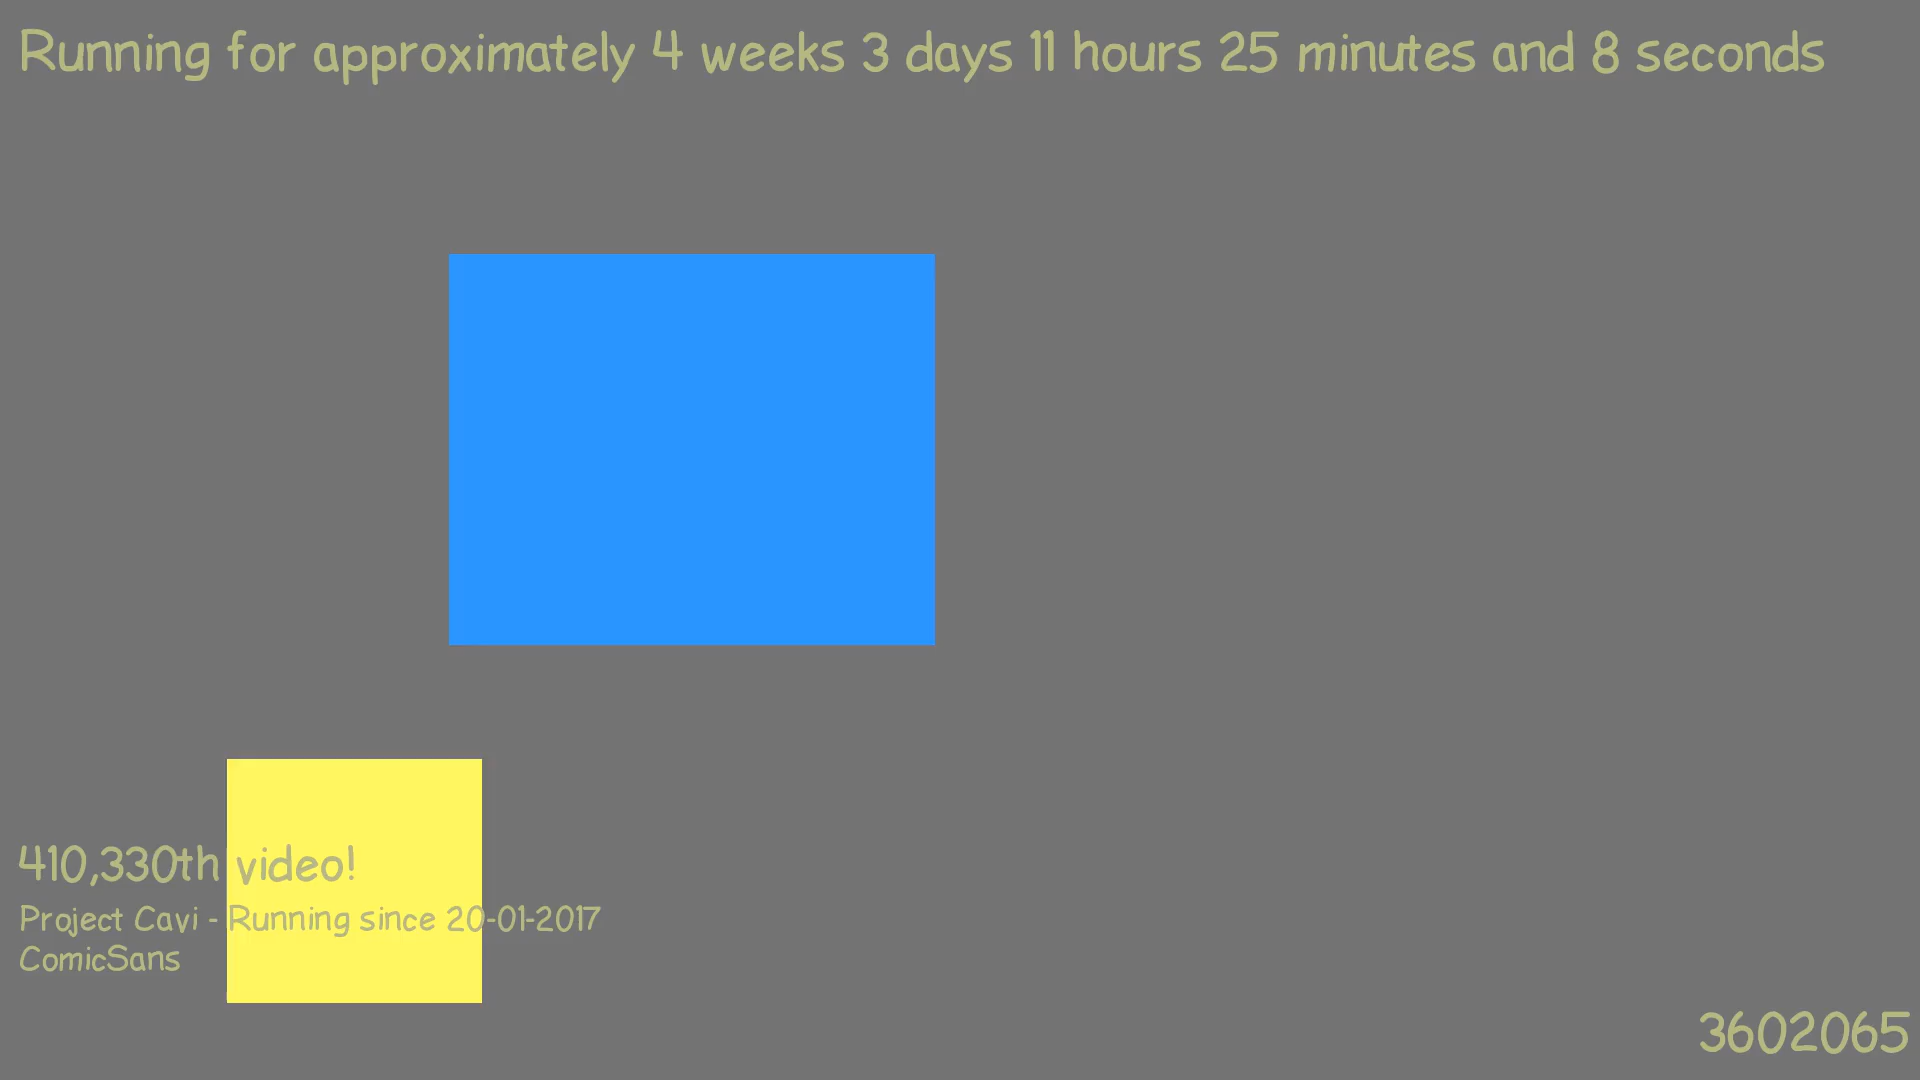 Running for approximately 4 weeks 3 days 11 hours 25 minutes and 8 seconds
410,330th video!
Project Cavi - Running since 20-01-2017
ComicSans
3602065